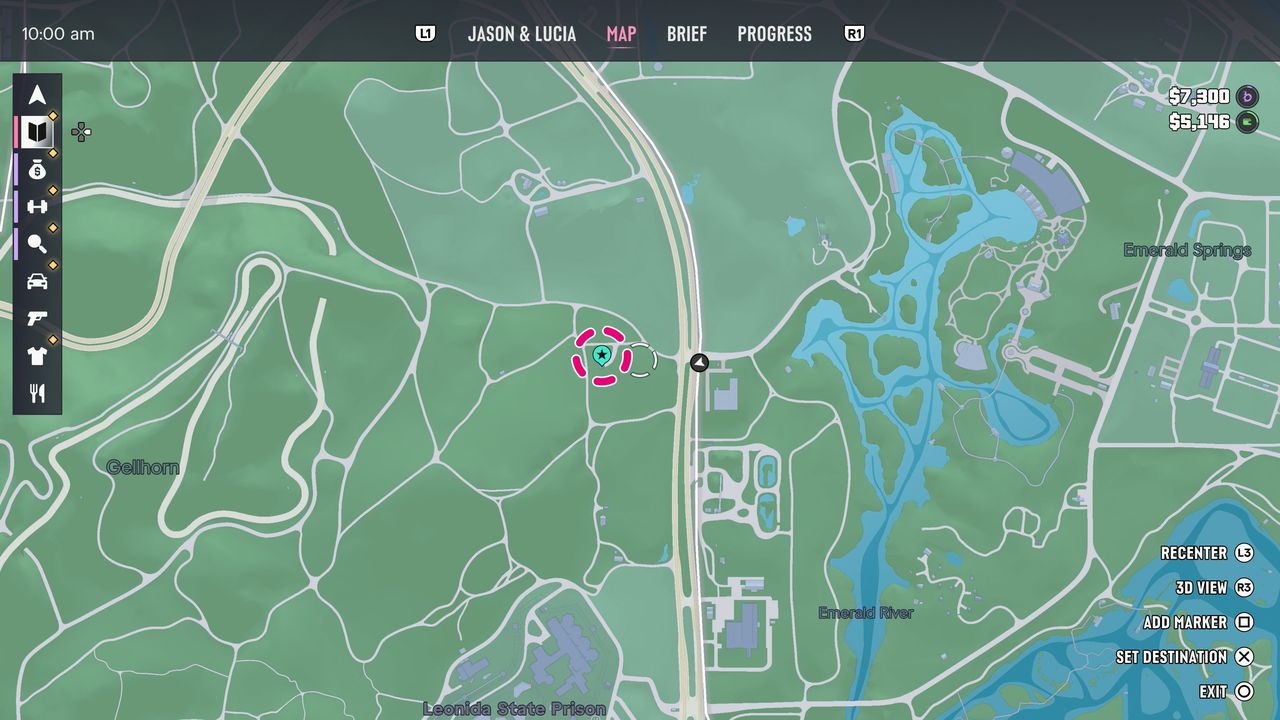 10:00 am
L1 JASON & LUCIA MAP BRIEF PROGRESS R1
$7,300
$5,146
Emerald Springs
Gellhorn
RECENTER L3
3D VIEW R3
Emerald River
ADD MARKER
SET DESTINATION
EXIT
Leonida State Prison